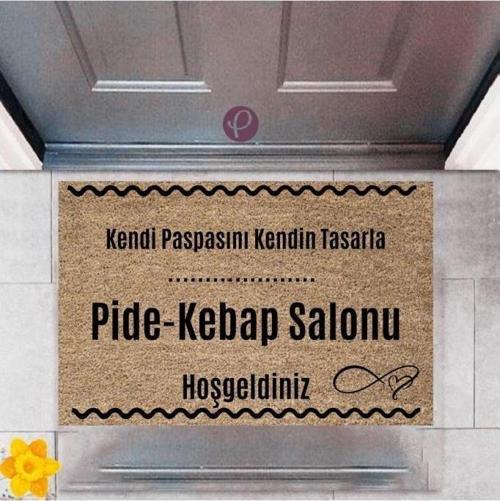 Kendi Paspasını Kendin Tasarla
....................
Pide-Kebap Salonu
Hoşgeldiniz